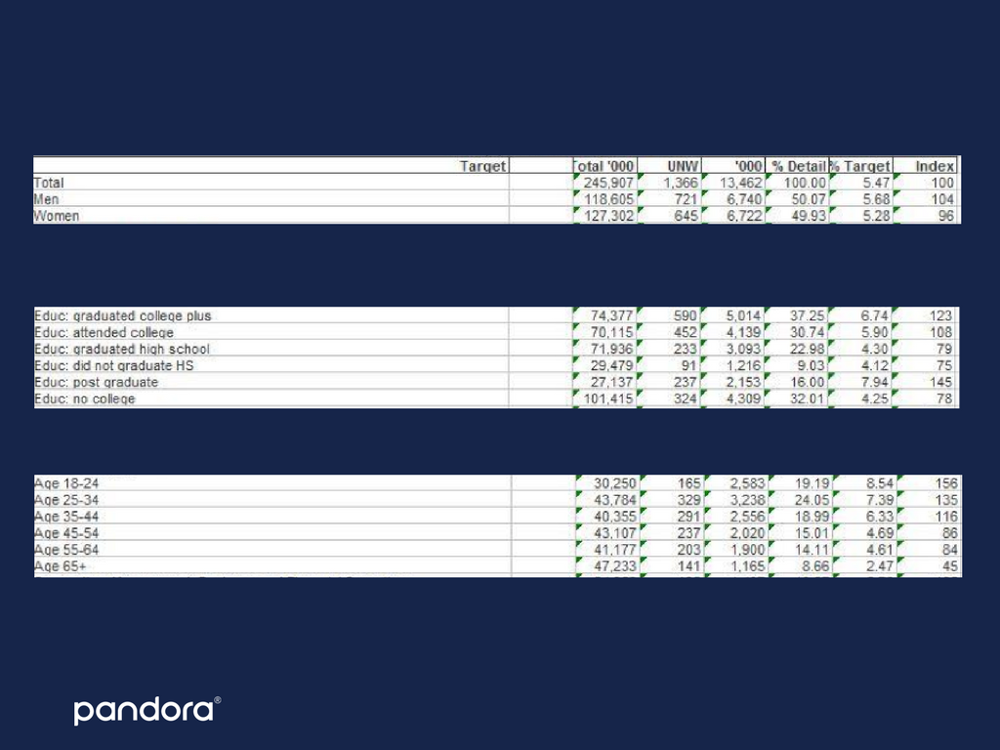 Target Total '000 UNW '000 % Detail % Target Index
Total 245,907 1,366 13,462 100.00 5.47 100
Men 118,605 721 6,740 50.07 5.68 104
Women 127,302 645 6,722 49.93 5.28 96
Educ: graduated college plus 74,377 590 5,014 37.25 6.74 123
Educ: attended college 70,115 452 4,139 30.74 5.90 108
Educ: graduated high school 71,936 233 3,093 22.98 4.30 79
Educ: did not graduate HS 29,479 91 1,216 9.03 4.12 75
Educ: post graduate 27,137 237 2,153 16.00 7.94 145
Educ: no college 101,415 324 4,309 32.01 4.25 78
Age 18-24 30,250 165 2,583 19.19 8.54 156
Age 25-34 43,784 329 3,238 24.05 7.39 135
Age 35-44 40,355 291 2,556 18.99 6.33 116
Age 45-54 43,107 237 2,020 15.01 4.69 86
Age 55-64 41,177 203 1,900 14.11 4.61 84
Age 65+ 47,233 141 1,165 8.66 2.47 45
pandora®